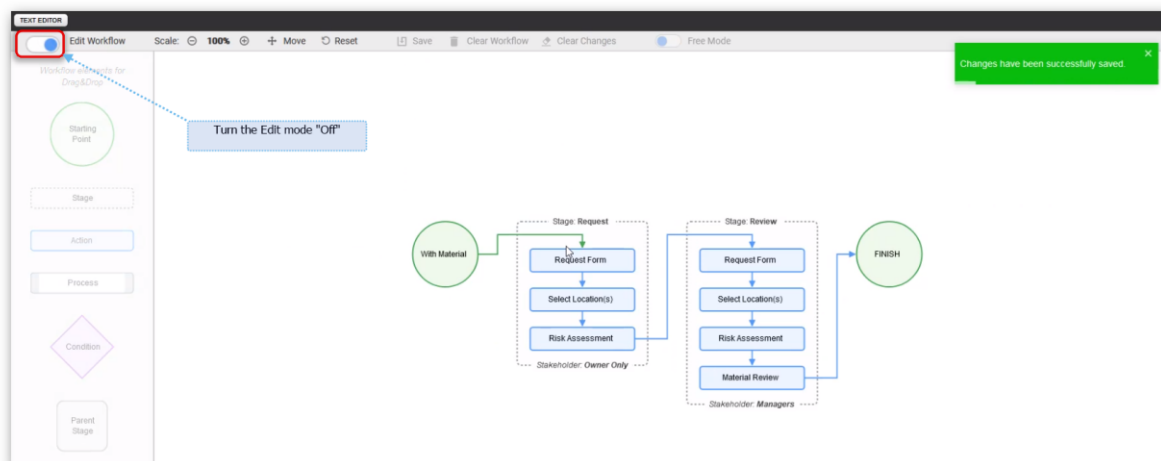 TEXT EDITOR
Edit Workflow Scale: 100% Move Reset Save Clear Workflow Clear Changes Free Mode
Changes have been successfully saved.
Workflow elements for
Drag&Drop
Turn the Edit mode "Off"
Starting
Point
Stage
Action
Process
Condition
Parent
Stage
With Material
Stage: Request
Request Form
Select Location(s)
Risk Assessment
Stakeholder: Owner Only
Stage: Review
Request Form
Select Location(s)
Risk Assessment
Material Review
Stakeholder: Managers
FINISH